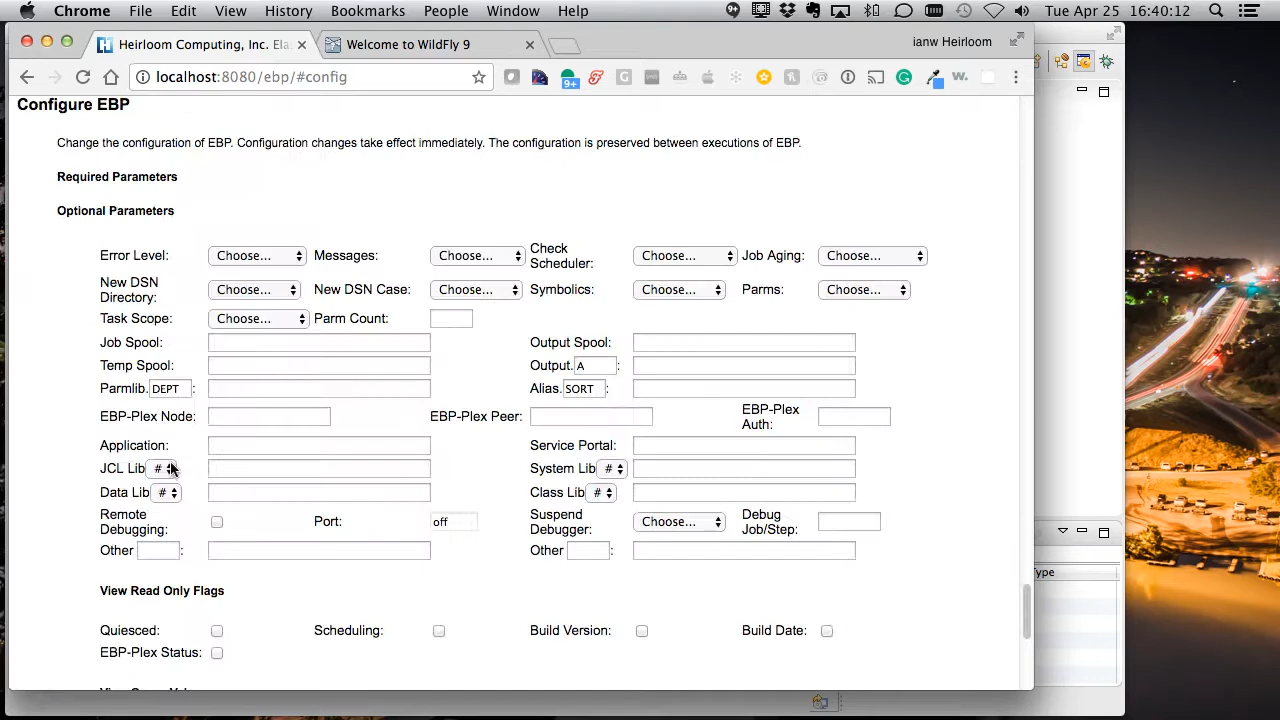 Chrome File Edit View History Bookmarks People Window Help 9+ Tue Apr 25 16:40:12
Heirloom Computing, Inc. Ela Welcome to WildFly 9 ianw Heirloom
localhost:8080/ebp/#config 9+ G W.
Configure EBP
Change the configuration of EBP. Configuration changes take effect immediately. The configuration is preserved between executions of EBP.
Required Parameters
Optional Parameters
Error Level: Choose... Messages: Choose... Check Scheduler: Choose... Job Aging: Choose...
New DSN Directory: Choose... New DSN Case: Choose... Symbolics: Choose... Parms: Choose...
Task Scope: Choose... Parm Count:
Job Spool: Output Spool:
Temp Spool: Output. A :
Parmlib. DEPT : Alias. SORT :
EBP-Plex Node: EBP-Plex Peer: EBP-Plex Auth:
Application: Service Portal:
JCL Lib # System Lib #
Data Lib # Class Lib #
Remote Debugging: Port: off Suspend Debugger: Choose... Debug Job/Step:
Other : Other :
View Read Only Flags
Quiesced: Scheduling: Build Version: Build Date:
EBP-Plex Status:
Type